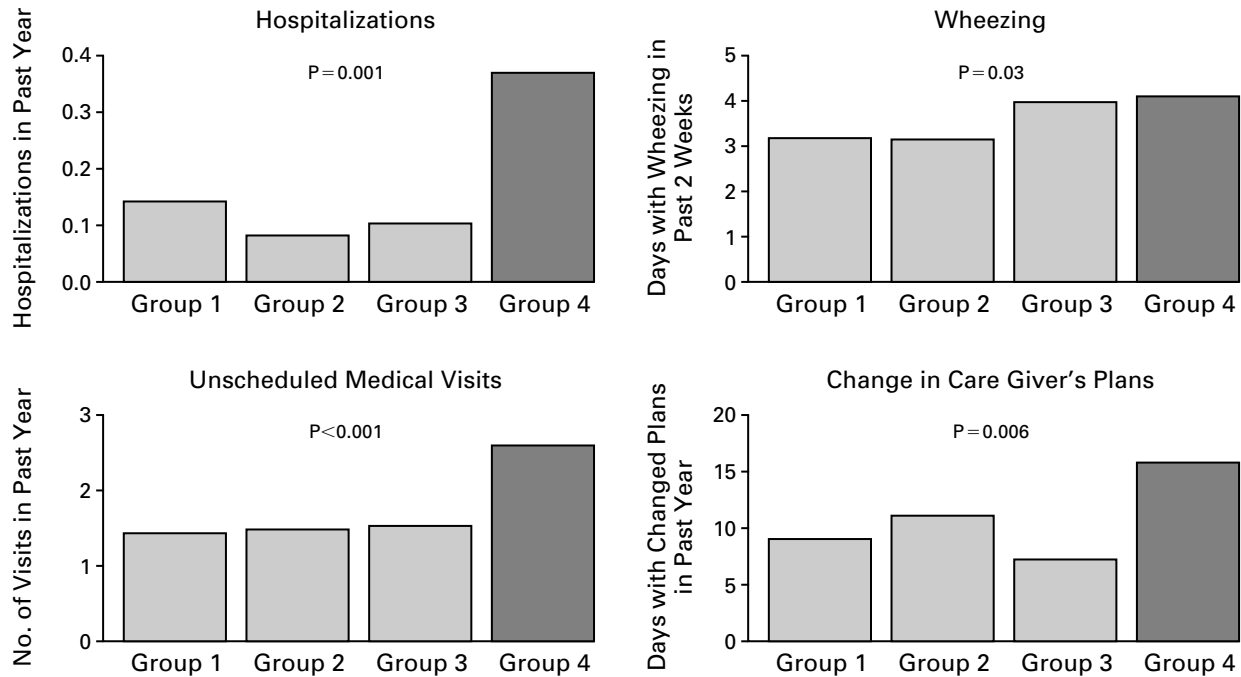 Hospitalizations
Hospitalizations in Past Year
0.4
0.3
0.2
0.1
0.0
P=0.001
Group 1 Group 2 Group 3 Group 4
Wheezing
Days with Wheezing in
Past 2 Weeks
5
4
3
2
1
0
P=0.03
Group 1 Group 2 Group 3 Group 4
Unscheduled Medical Visits
No. of Visits in Past Year
3
2
1
0
P<0.001
Group 1 Group 2 Group 3 Group 4
Change in Care Giver's Plans
Days with Changed Plans
in Past Year
20
15
10
5
0
P=0.006
Group 1 Group 2 Group 3 Group 4